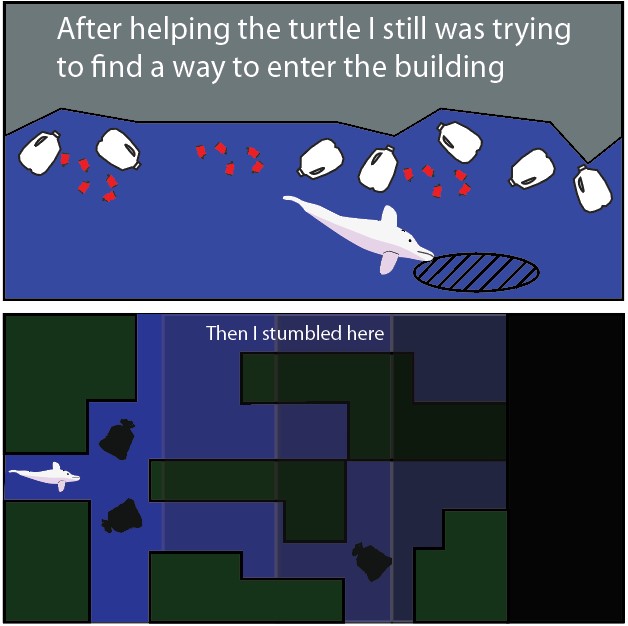 After helping the turtle I still was trying
to find a way to enter the building
Then I stumbled here